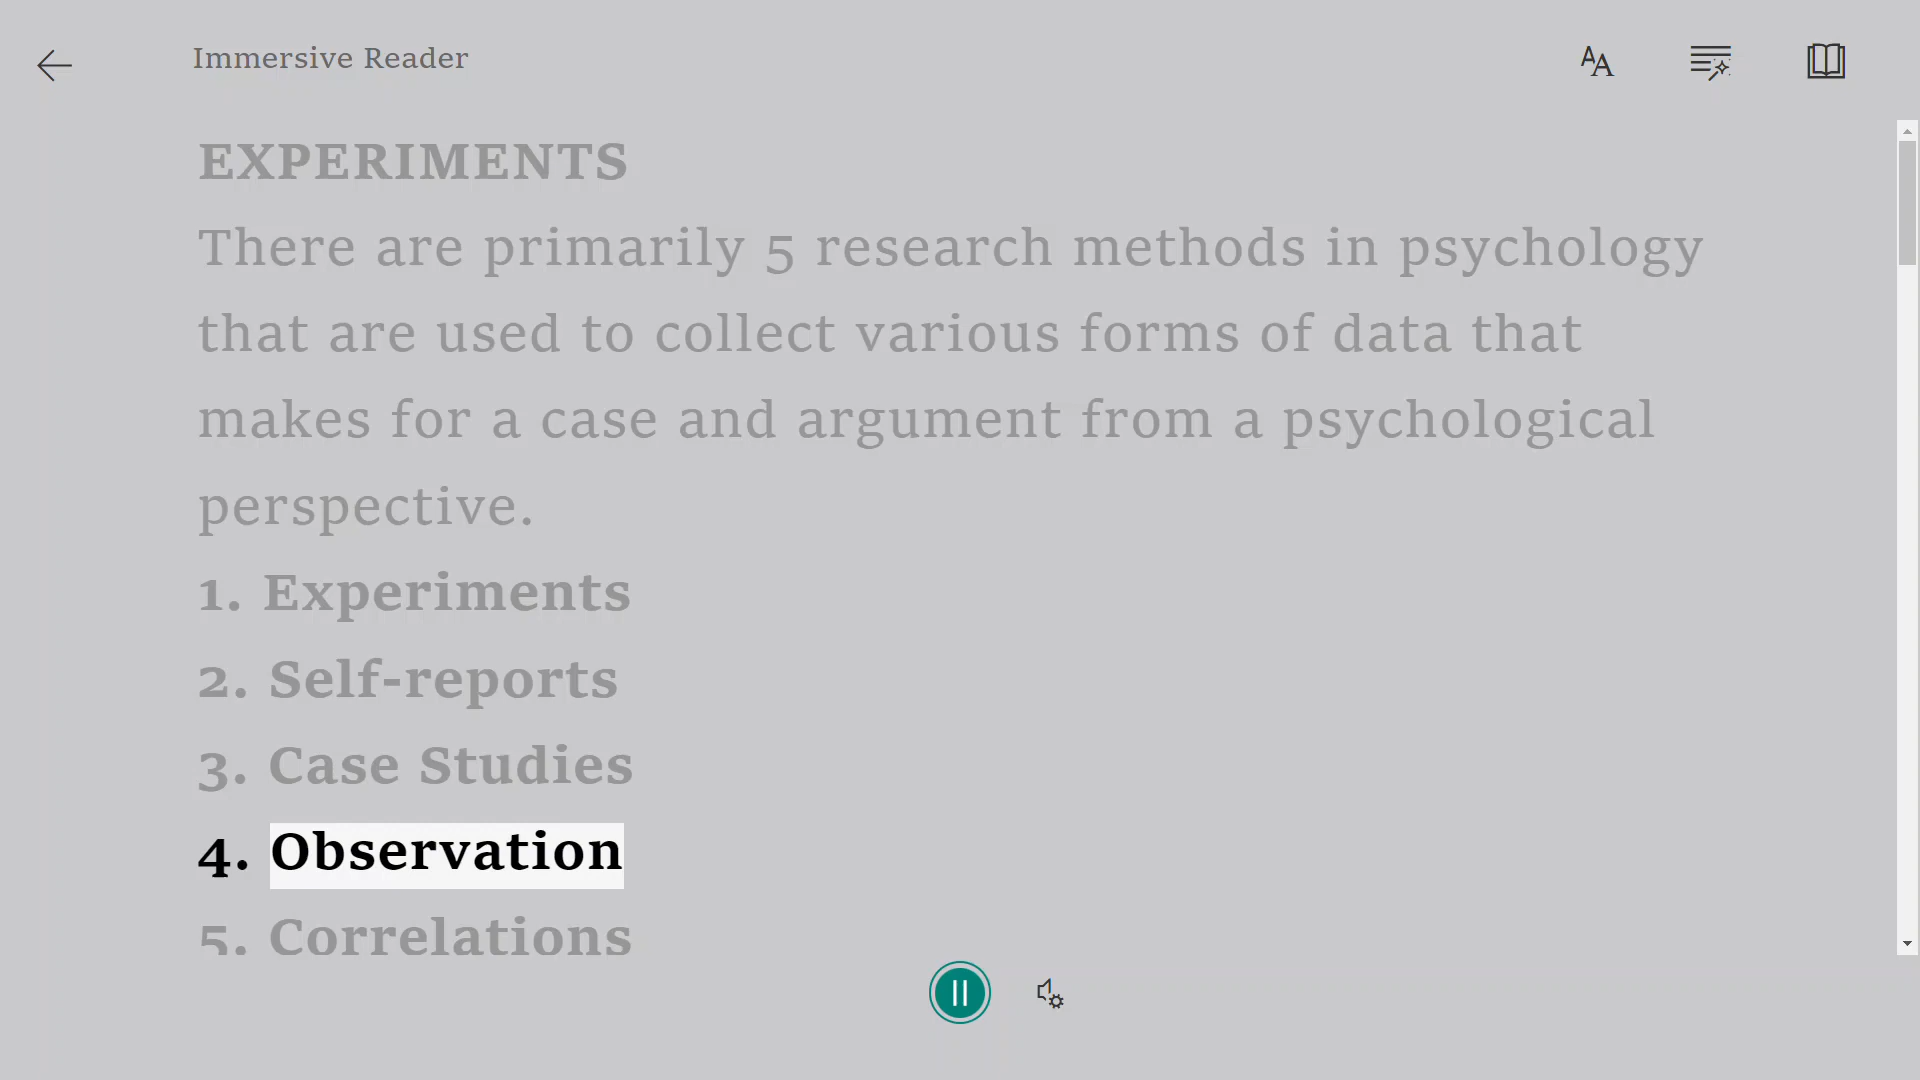 Immersive Reader
EXPERIMENTS
There are primarily 5 research methods in psychology
that are used to collect various forms of data that
makes for a case and argument from a psychological
perspective.
1. Experiments
2. Self-reports
3. Case Studies
4. Observation
5. Correlations